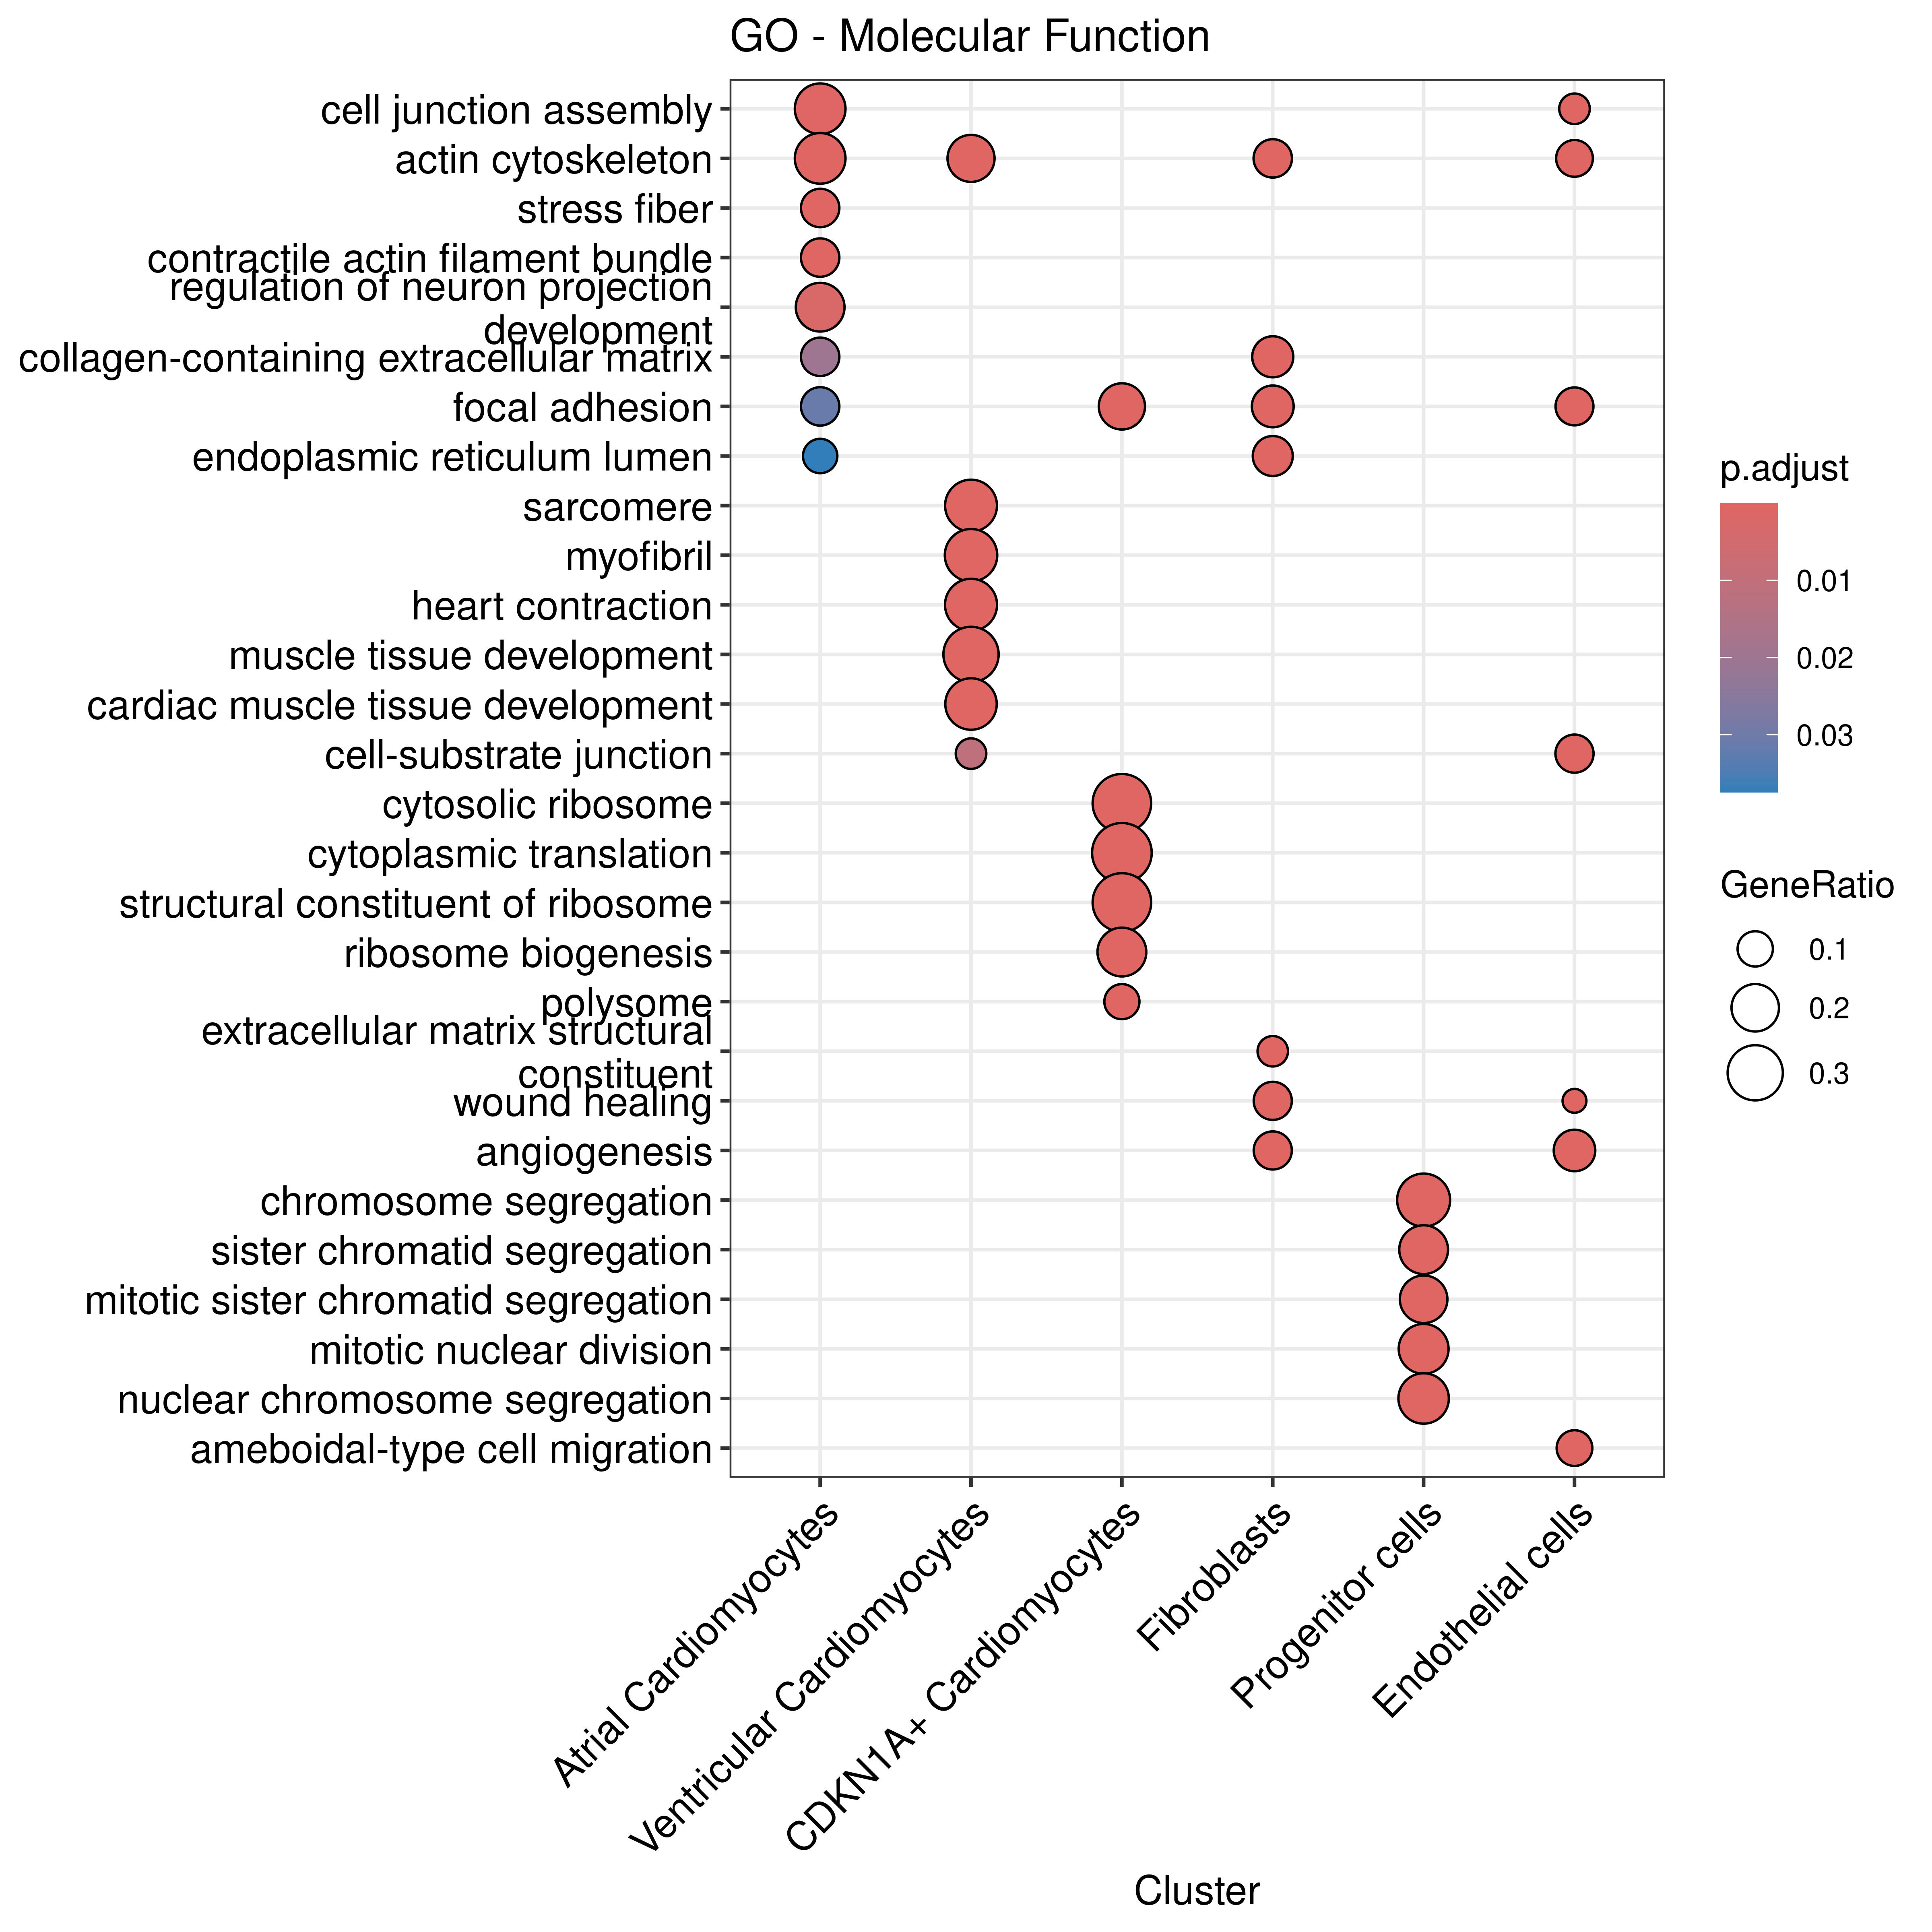 GO - Molecular Function
cell junction assembly
actin cytoskeleton
stress fiber
contractile actin filament bundle
regulation of neuron projection
development
collagen-containing extracellular matrix
focal adhesion
endoplasmic reticulum lumen
sarcomere
myofibril
heart contraction
muscle tissue development
cardiac muscle tissue development
cell-substrate junction
cytosolic ribosome
cytoplasmic translation
structural constituent of ribosome
ribosome biogenesis
polysome
extracellular matrix structural
constituent
wound healing
angiogenesis
chromosome segregation
sister chromatid segregation
mitotic sister chromatid segregation
mitotic nuclear division
nuclear chromosome segregation
ameboidal-type cell migration
Atrial Cardiomyocytes
Ventricular Cardiomyocytes
CDKN1A+ Cardiomyocytes
Fibroblasts
Progenitor cells
Endothelial cells
Cluster
p.adjust
0.01
0.02
0.03
GeneRatio
0.1
0.2
0.3